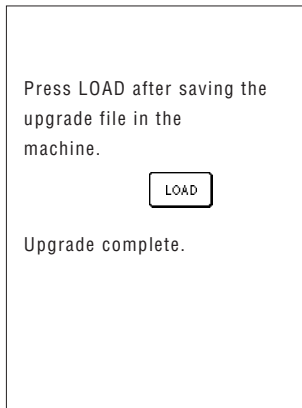 Press LOAD after saving the
upgrade file in the
machine.
LOAD
Upgrade complete.